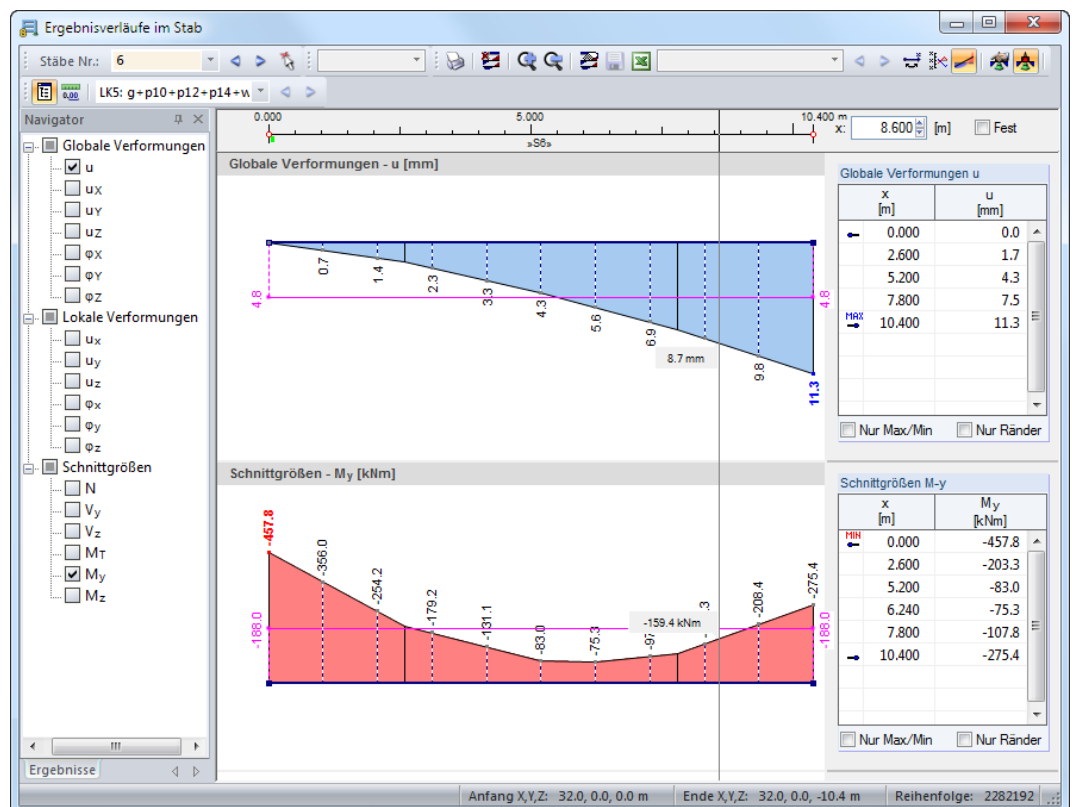 Ergebnisverläufe im Stab
Stäbe Nr.: 6
LK5: g+p10+p12+p14+w
Navigator
Globale Verformungen
u
uX
uY
uZ
φX
φY
φZ
Lokale Verformungen
ux
uy
uz
φx
φy
φz
Schnittgrößen
N
Vy
Vz
MT
My
Mz
Ergebnisse
0.000 5.000 10.400 m
»S6«
x: 8.600 [m] Fest
Globale Verformungen - u [mm]
4.8 0.7 1.4 2.3 3.3 4.3 5.6 6.9 9.8 11.3 4.8
8.7 mm
Globale Verformungen u
x u
[m] [mm]
0.000 0.0
2.600 1.7
5.200 4.3
7.800 7.5
MAX 10.400 11.3
Nur Max/Min Nur Ränder
Schnittgrößen - My [kNm]
-188.0 -457.8 -356.0 -254.2 -179.2 -131.1 -83.0 -75.3 -208.4 -275.4 -188.0
-159.4 kNm
Schnittgrößen M-y
x My
[m] [kNm]
MIN 0.000 -457.8
2.600 -203.3
5.200 -83.0
6.240 -75.3
7.800 -107.8
10.400 -275.4
Nur Max/Min Nur Ränder
Anfang X,Y,Z: 32.0, 0.0, 0.0 m Ende X,Y,Z: 32.0, 0.0, -10.4 m Reihenfolge: 2282192